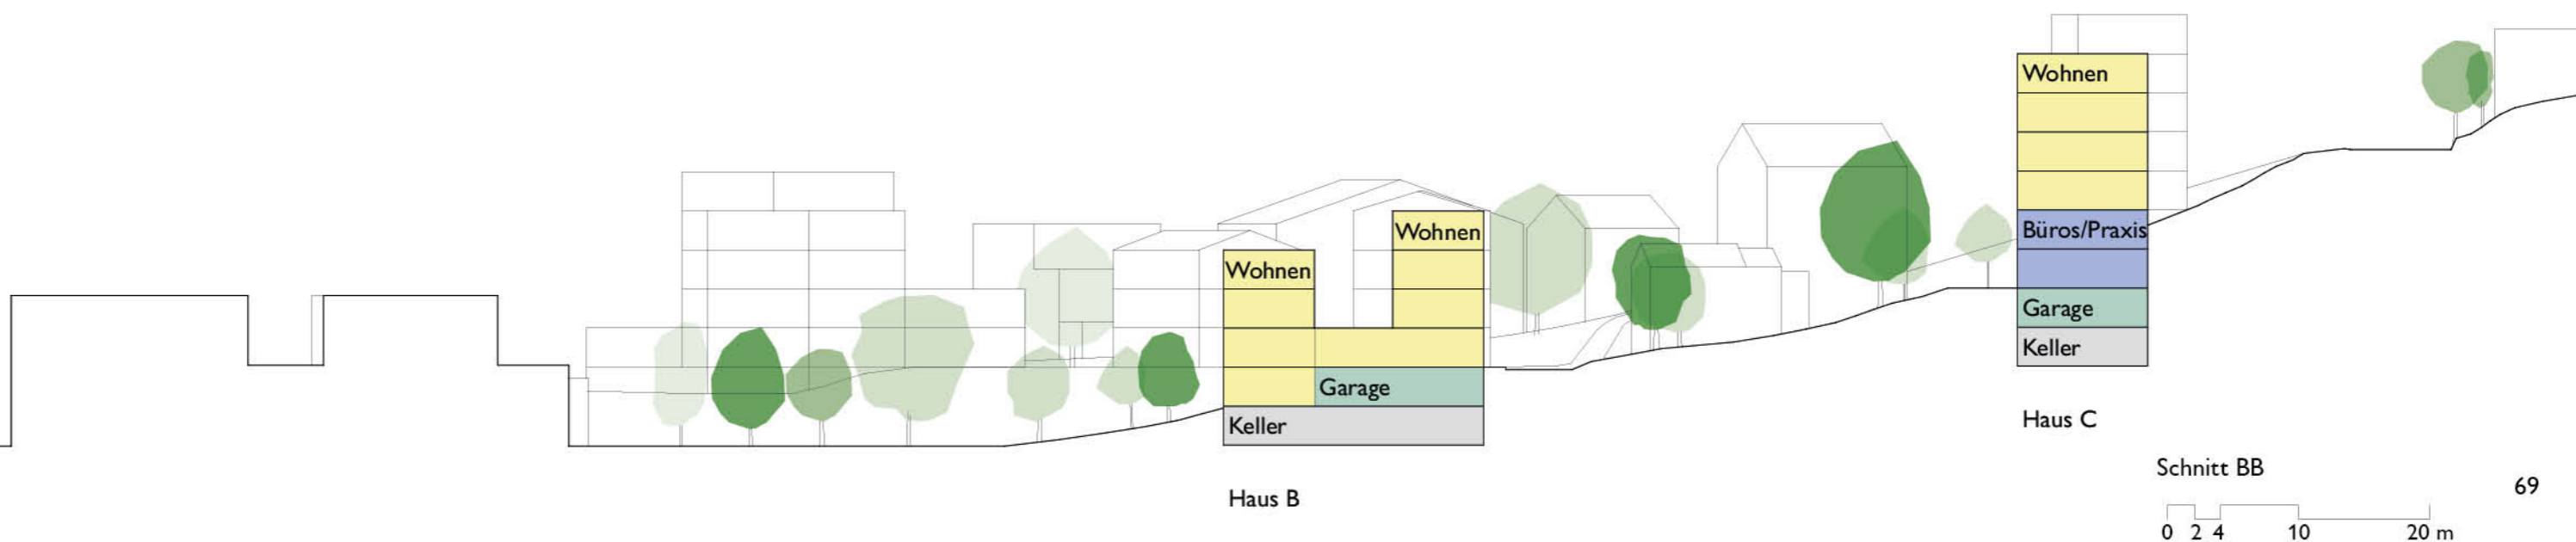 Wohnen
Büros/Praxis
Garage
Keller
Haus C
Wohnen
Wohnen
Garage
Keller
Haus B
Schnitt BB
0 2 4 10 20 m
69